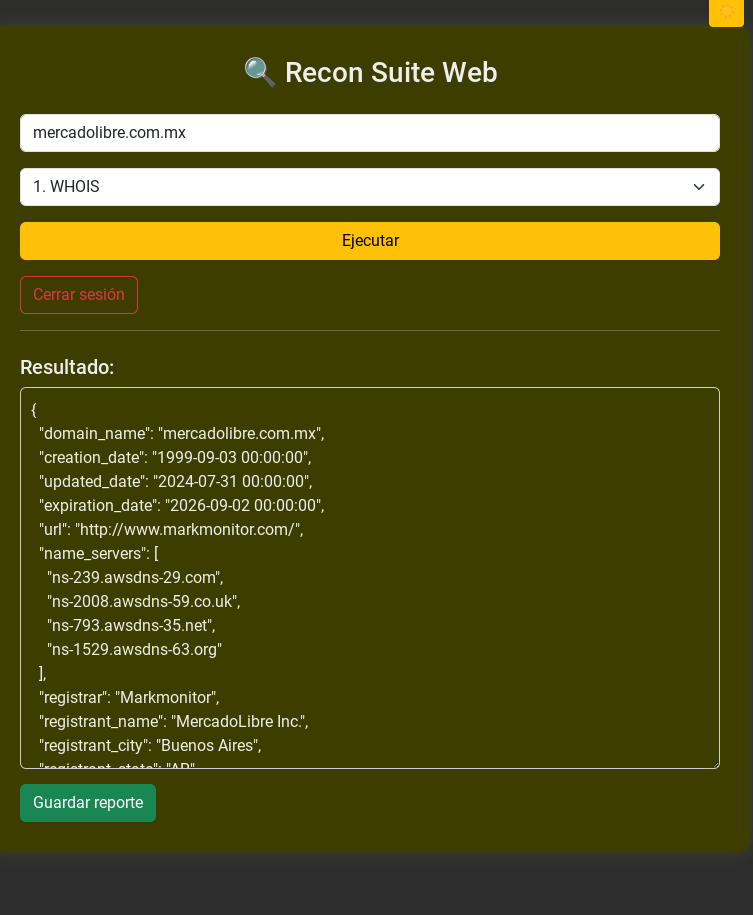 Recon Suite Web
mercadolibre.com.mx
1. WHOIS
Ejecutar
Cerrar sesión
Resultado:
{
"domain_name": "mercadolibre.com.mx",
"creation_date": "1999-09-03 00:00:00",
"updated_date": "2024-07-31 00:00:00",
"expiration_date": "2026-09-02 00:00:00",
"url": "http://www.markmonitor.com/",
"name_servers": [
"ns-239.awsdns-29.com",
"ns-2008.awsdns-59.co.uk",
"ns-793.awsdns-35.net",
"ns-1529.awsdns-63.org"
],
"registrar": "Markmonitor",
"registrant_name": "MercadoLibre Inc.",
"registrant_city": "Buenos Aires",
"registrant_state": "AR"
Guardar reporte